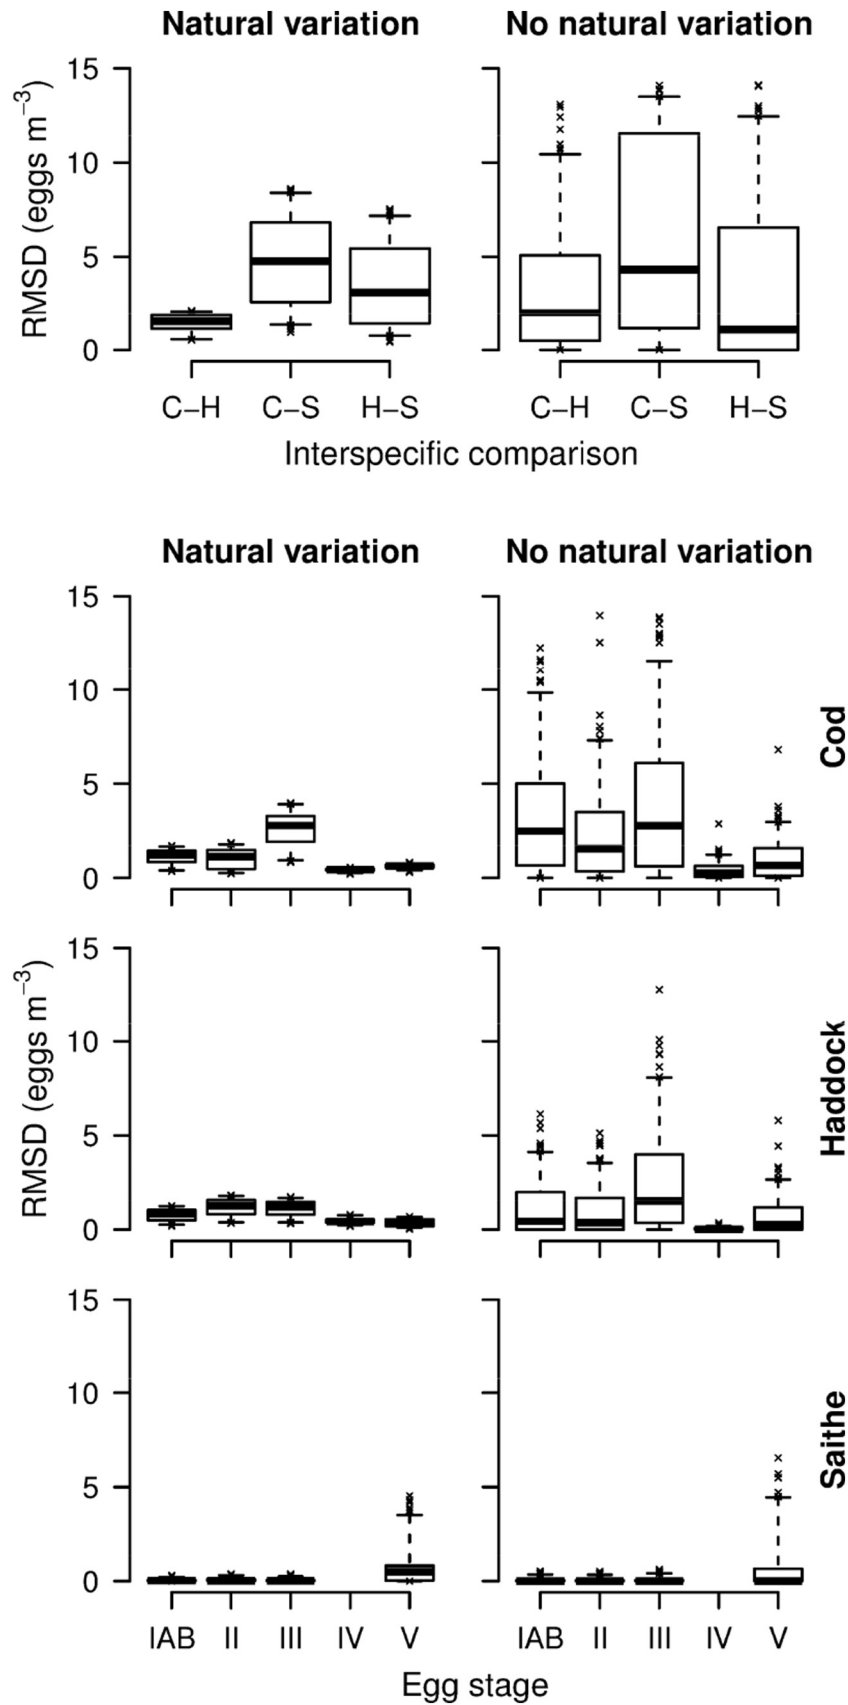 Natural variation No natural variation
RMSD (eggs m⁻³)
15
10
5
0
C−H C−S H−S C−H C−S H−S
Interspecific comparison
Natural variation No natural variation
15
10
5
0
Cod
RMSD (eggs m⁻³)
15
10
5
0
Haddock
15
10
5
0
Saithe
IAB II III IV V IAB II III IV V
Egg stage